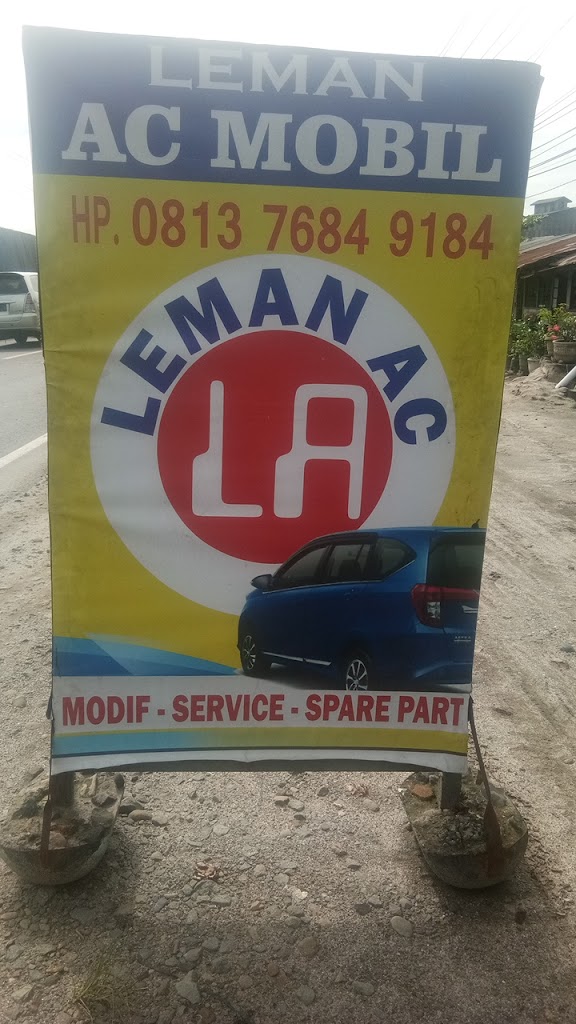 LEMAN
AC MOBIL
HP. 0813 7684 9184
LEMAN AC
LA
MODIF - SERVICE - SPARE PART